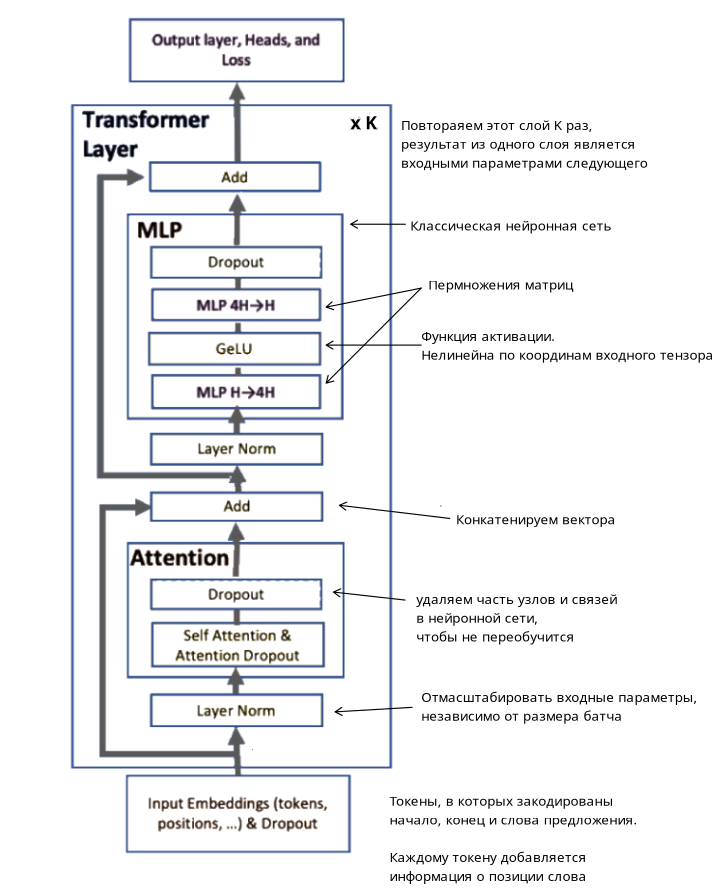 Output layer, Heads, and
Loss
Transformer
Layer
x K
Повтораяем этот слой K раз,
результат из одного слоя является
входными параметрами следующего
Add
MLP
Классическая нейронная сеть
Dropout
MLP 4H→H
Пермножения матриц
GeLU
Функция активации.
Нелинейна по координам входного тензора
MLP H→4H
Layer Norm
Add
Конкатенируем вектора
Attention
Dropout
удаляем часть узлов и связей
в нейронной сети,
чтобы не переобучится
Self Attention &
Attention Dropout
Layer Norm
Отмасштабировать входные параметры,
независимо от размера батча
Input Embeddings (tokens,
positions, ...) & Dropout
Токены, в которых закодированы
начало, конец и слова предложения.
Каждому токену добавляется
информация о позиции слова